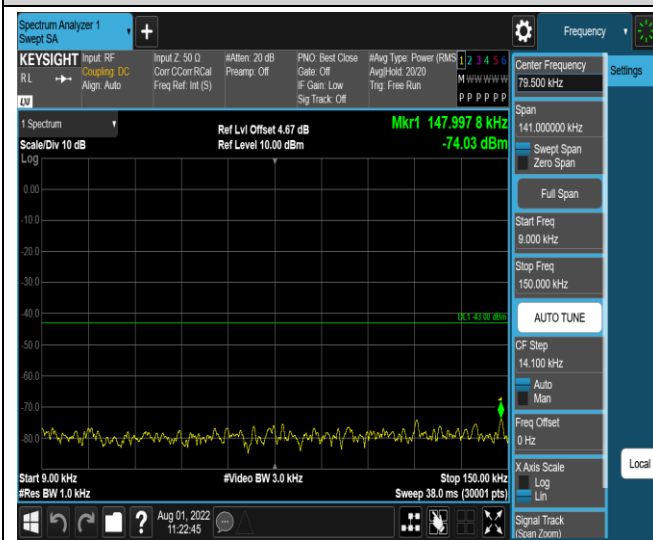 Spectrum Analyzer 1
Swept SA
Frequency
KEYSIGHT
RL
LXI
Input: RF
Coupling: DC
Align: Auto
Input Z: 50 Ω
Corr CCorr RCal
Freq Ref: Int (S)
#Atten: 20 dB
Preamp: Off
PNO: Best Close
Gate: Off
IF Gain: Low
Sig Track: Off
#Avg Type: Power (RMS
Avg|Hold: 20/20
Trig: Free Run
1 2 3 4 5 6
M W W W W W
P P P P P P
Settings
Center Frequency
79.500 kHz
Span
141.000000 kHz
Swept Span
Zero Span
Full Span
Start Freq
9.000 kHz
Stop Freq
150.000 kHz
AUTO TUNE
CF Step
14.100 kHz
Auto
Man
Freq Offset
0 Hz
X Axis Scale
Log
Lin
Signal Track
(Span Zoom)
Local
1 Spectrum
Scale/Div 10 dB
Log
Ref Lvl Offset 4.67 dB
Ref Level 10.00 dBm
Mkr1 147.997 8 kHz
-74.03 dBm
0.00
-10.0
-20.0
-30.0
-40.0
DL1 -43.00 dBm
-50.0
-60.0
-70.0
-80.0
1
Start 9.00 kHz
#Res BW 1.0 kHz
#Video BW 3.0 kHz
Stop 150.00 kHz
Sweep 38.0 ms (30001 pts)
?
Aug 01, 2022
11:22:45